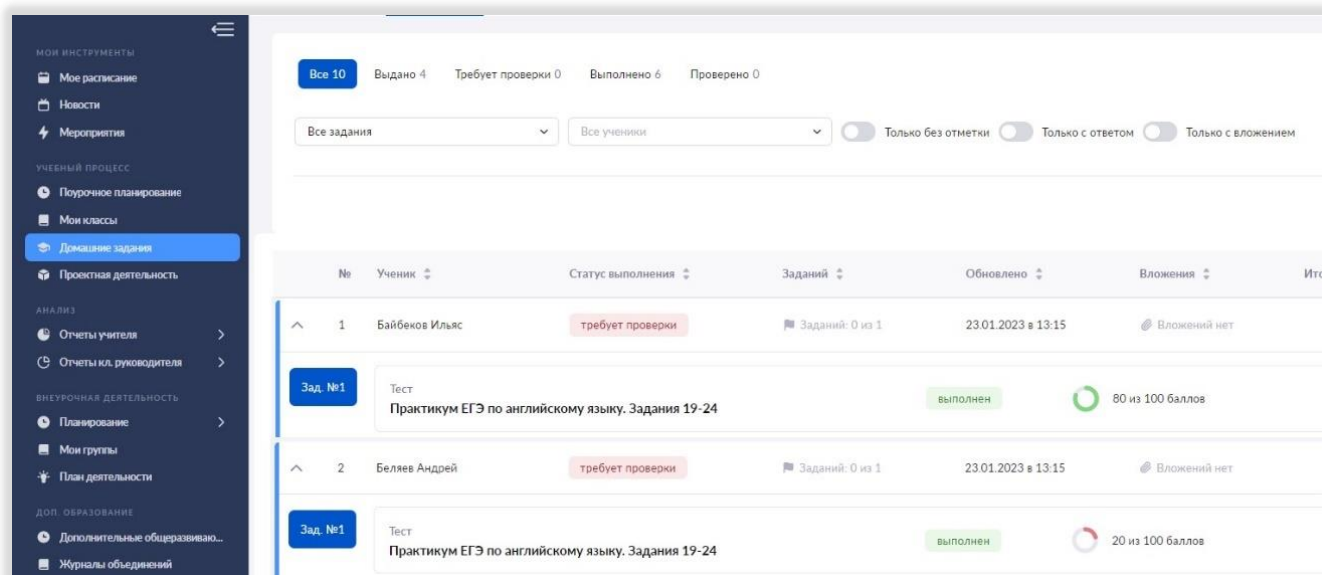 МОИ ИНСТРУМЕНТЫ
Мое расписание
Новости
Мероприятия
УЧЕБНЫЙ ПРОЦЕСС
Поурочное планирование
Мои классы
Домашние задания
Проектная деятельность
АНАЛИЗ
Отчеты учителя
Отчеты кл. руководителя
ВНЕУРОЧНАЯ ДЕЯТЕЛЬНОСТЬ
Планирование
Мои группы
План деятельности
ДОП. ОБРАЗОВАНИЕ
Дополнительные общеразвиваю...
Журналы объединений
Все 10 Выдано 4 Требует проверки 0 Выполнено 6 Проверено 0
Все задания Все ученики Только без отметки Только с ответом Только с вложением
№ Ученик Статус выполнения Заданий Обновлено Вложения Ито
1 Байбеков Ильяс требует проверки Заданий: 0 из 1 23.01.2023 в 13:15 Вложений нет
Зад. №1 Тест
Практикум ЕГЭ по английскому языку. Задания 19-24 выполнен 80 из 100 баллов
2 Беляев Андрей требует проверки Заданий: 0 из 1 23.01.2023 в 13:15 Вложений нет
Зад. №1 Тест
Практикум ЕГЭ по английскому языку. Задания 19-24 выполнен 20 из 100 баллов